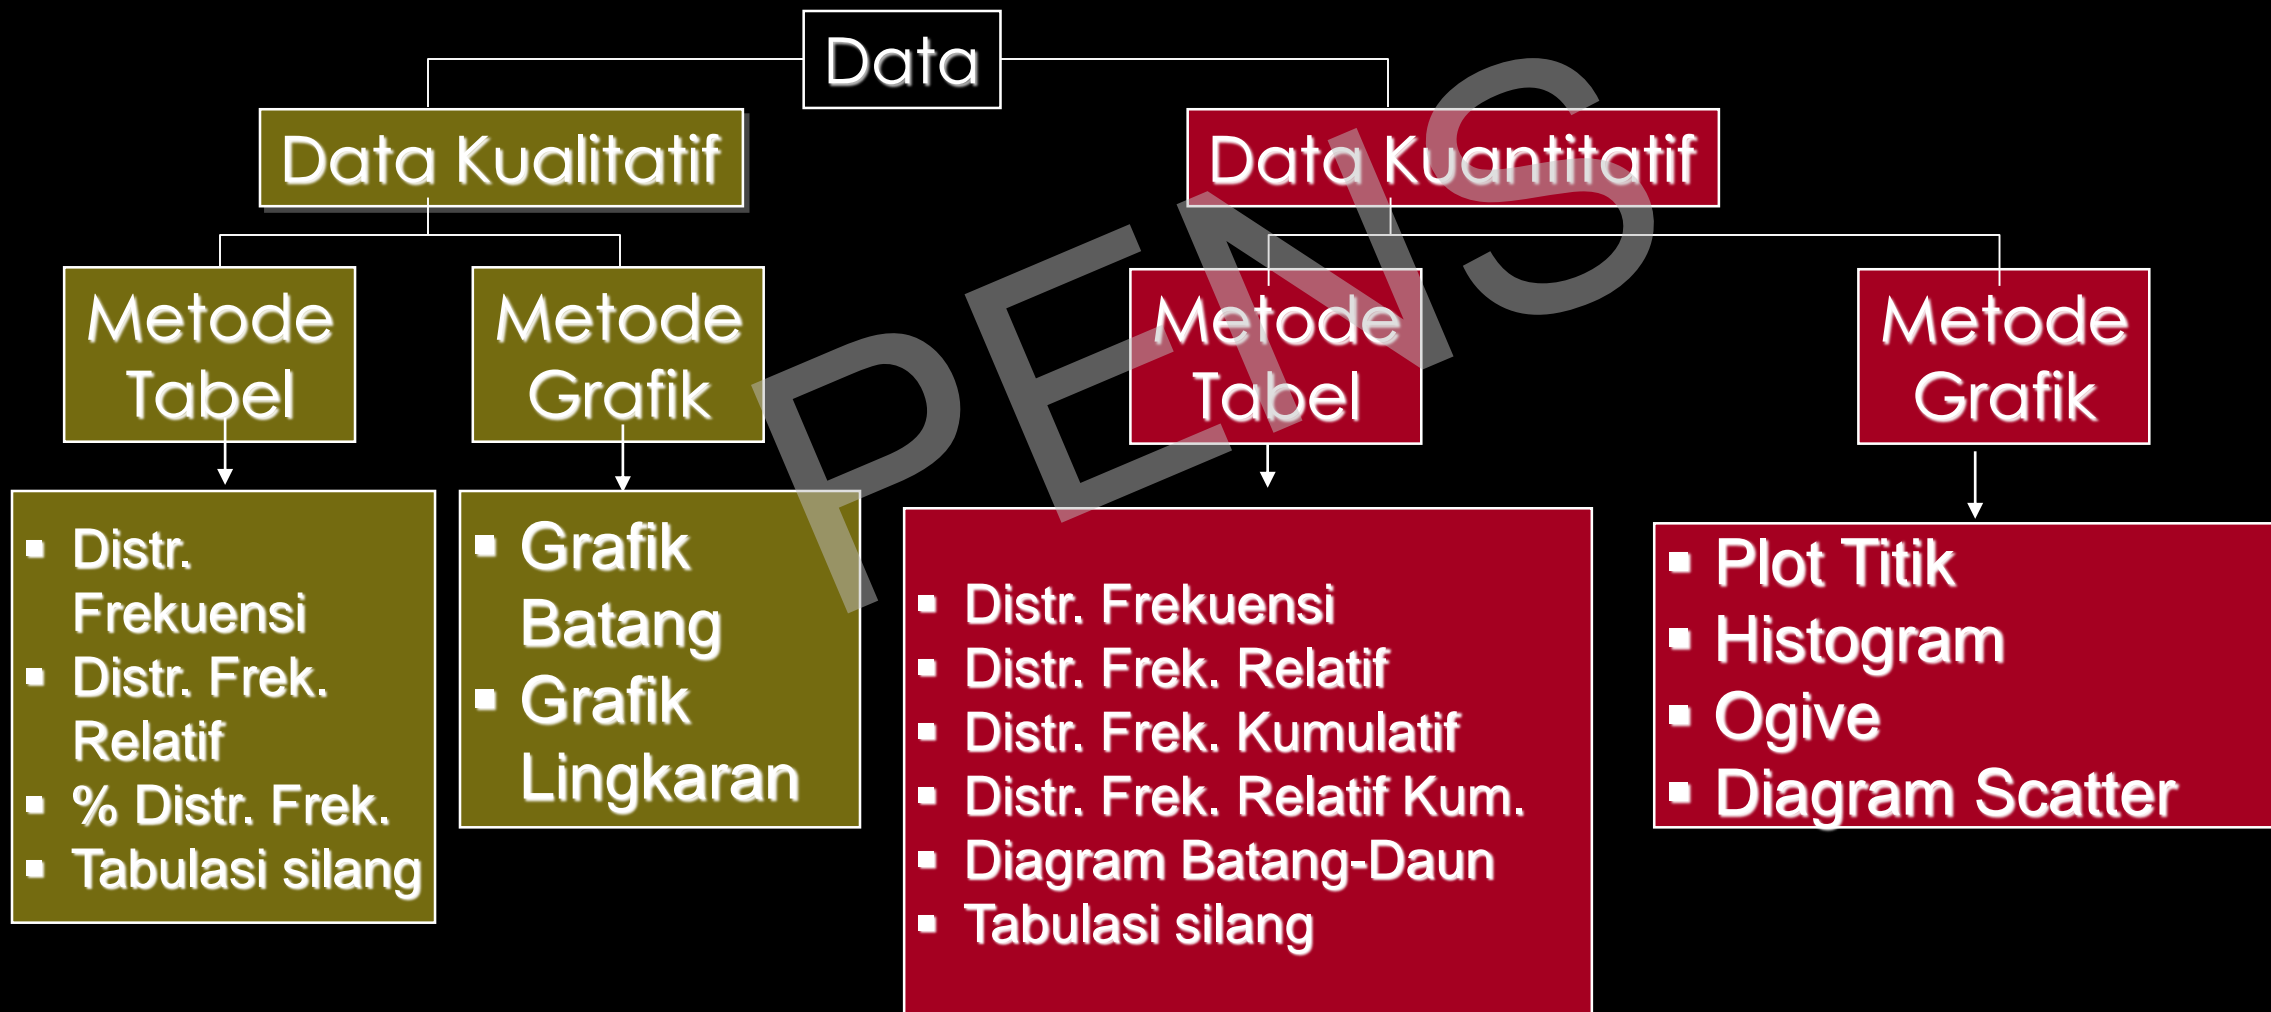 Data
Data Kualitatif
Data Kuantitatif
Metode
Tabel
Metode
Grafik
Metode
Tabel
Metode
Grafik
▪ Distr.
Frekuensi
▪ Distr. Frek.
Relatif
▪ % Distr. Frek.
▪ Tabulasi silang
▪ Grafik
Batang
▪ Grafik
Lingkaran
▪ Distr. Frekuensi
▪ Distr. Frek. Relatif
▪ Distr. Frek. Kumulatif
▪ Distr. Frek. Relatif Kum.
▪ Diagram Batang-Daun
▪ Tabulasi silang
▪ Plot Titik
▪ Histogram
▪ Ogive
▪ Diagram Scatter
PENS